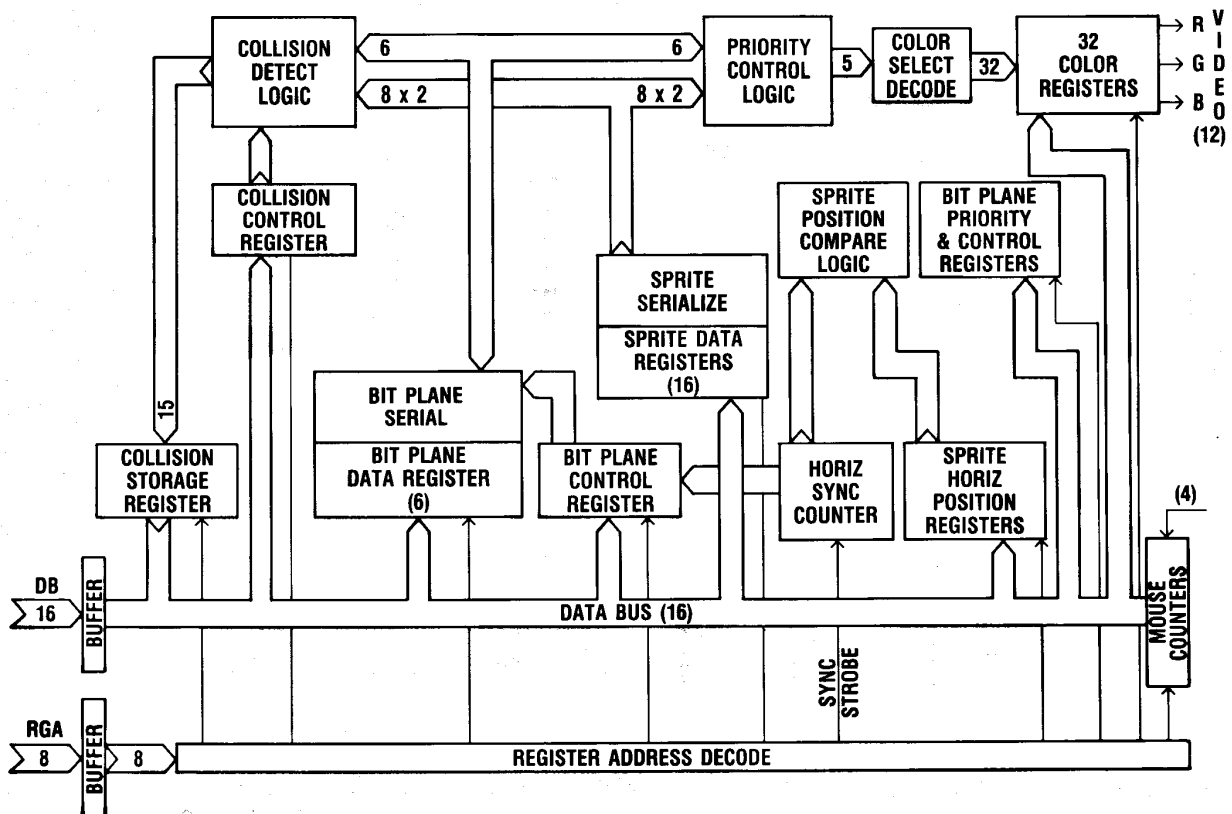 COLLISION
DETECT
LOGIC
6
6
8 x 2
8 x 2
PRIORITY
CONTROL
LOGIC
5
COLOR
SELECT
DECODE
32
32
COLOR
REGISTERS
R
G
B
VIDEO
(12)
COLLISION
CONTROL
REGISTER
SPRITE
POSITION
COMPARE
LOGIC
BIT PLANE
PRIORITY
& CONTROL
REGISTERS
SPRITE
SERIALIZE
SPRITE DATA
REGISTERS
(16)
15
BIT PLANE
SERIAL
BIT PLANE
DATA REGISTER
(6)
COLLISION
STORAGE
REGISTER
BIT PLANE
CONTROL
REGISTER
HORIZ
SYNC
COUNTER
SPRITE
HORIZ
POSITION
REGISTERS
(4)
MOUSE
COUNTERS
DB
16
BUFFER
DATA BUS (16)
SYNC
STROBE
RGA
8
BUFFER
8
REGISTER ADDRESS DECODE